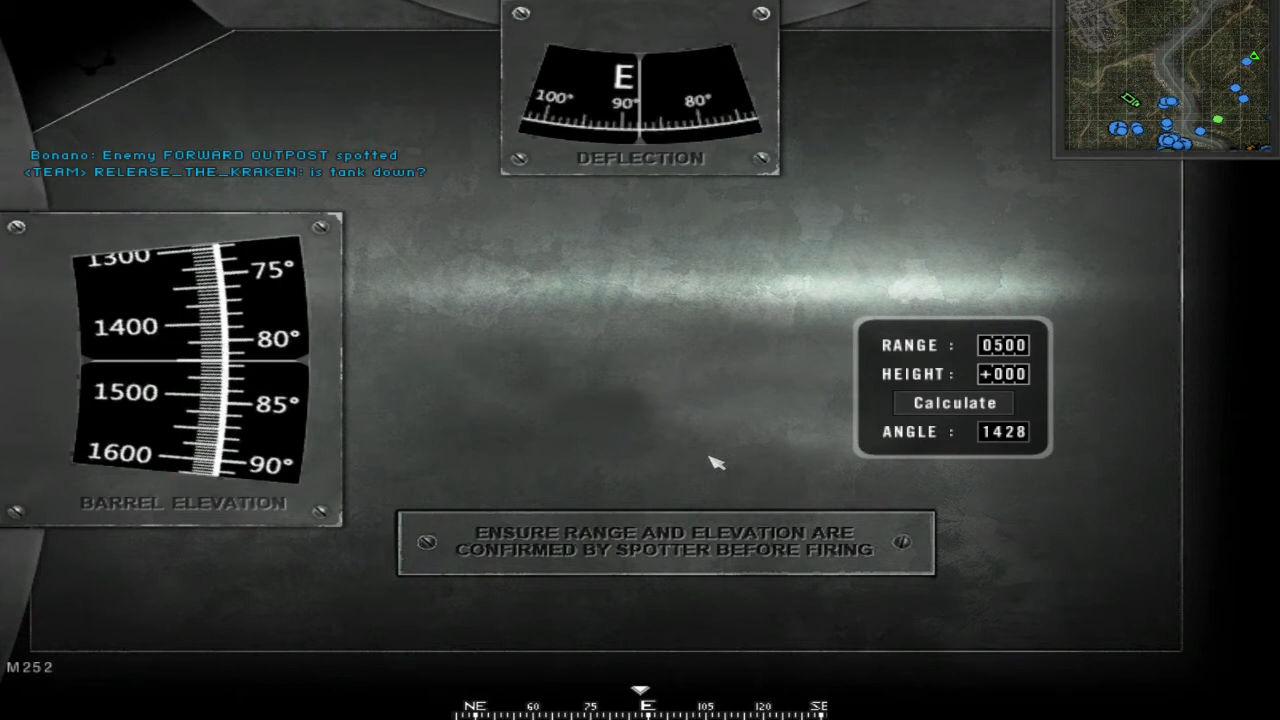 E
100° 90° 80°
DEFLECTION
Bonano: Enemy FORWARD OUTPOST spotted
<TEAM> RELEASE_THE_KRAKEN: is tank down?
1300 75°
1400 80°
1500 85°
1600 90°
BARREL ELEVATION
RANGE : 0500
HEIGHT : +000
Calculate
ANGLE : 1428
ENSURE RANGE AND ELEVATION ARE
CONFIRMED BY SPOTTER BEFORE FIRING
M252
NE 60 75 E 105 120 SE